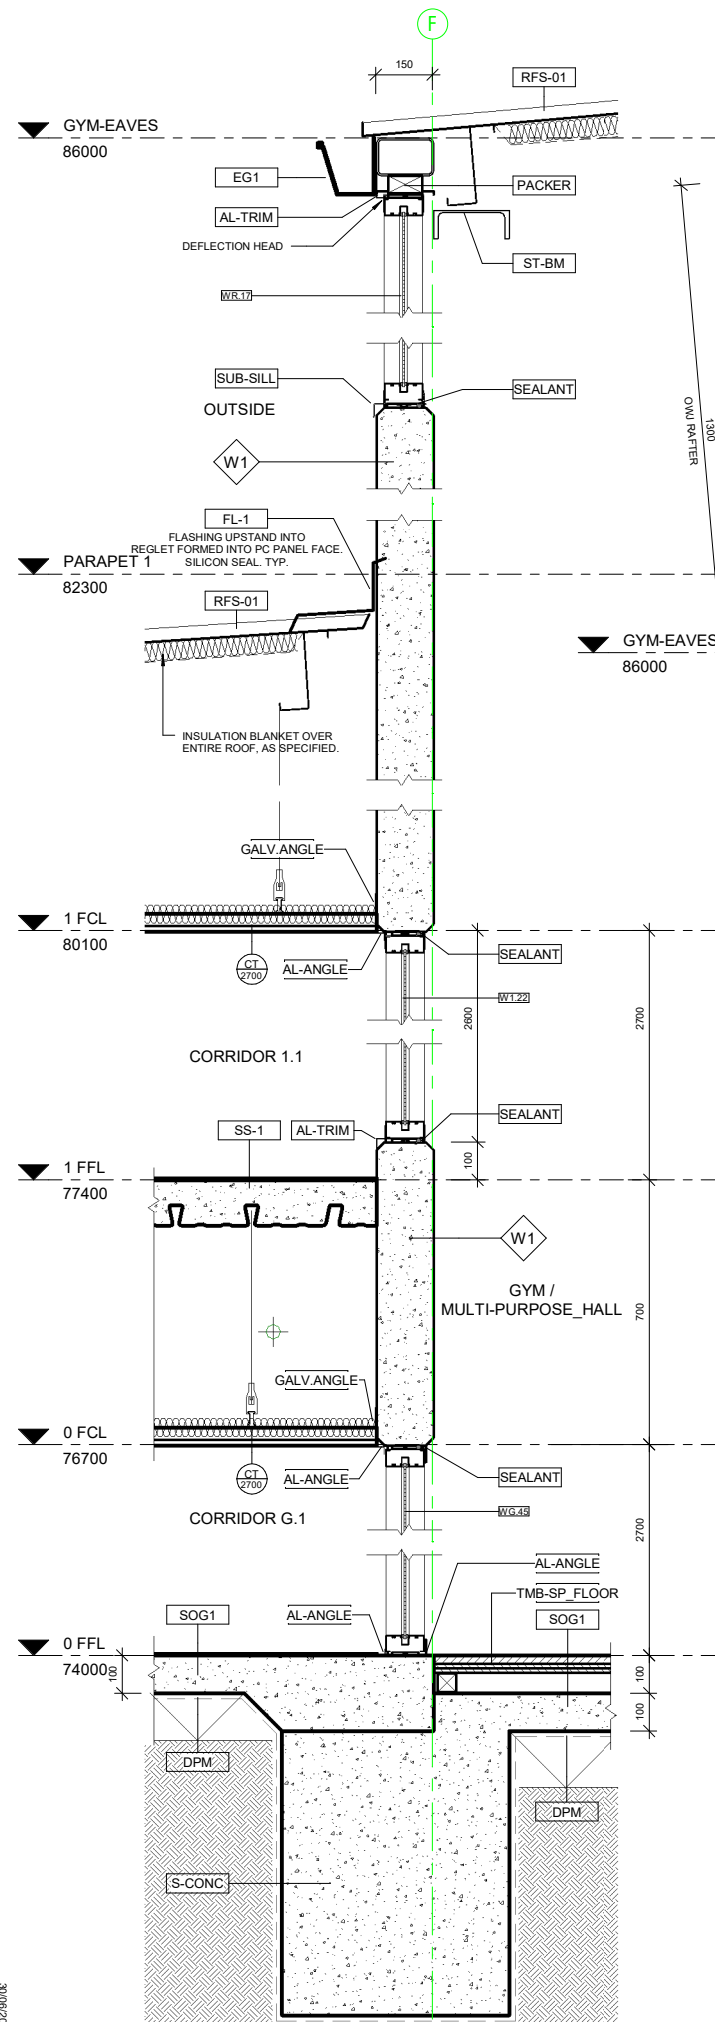 F
150
RFS-01
GYM-EAVES
86000
EG1
PACKER
AL-TRIM
DEFLECTION HEAD
ST-BM
WR.17
SUB-SILL
SEALANT
OUTSIDE
1300
OWJ RAFTER
W1
FL-1
FLASHING UPSTAND INTO
REGLET FORMED INTO PC PANEL FACE.
SILICON SEAL. TYP.
PARAPET 1
82300
RFS-01
GYM-EAVES
86000
INSULATION BLANKET OVER
ENTIRE ROOF, AS SPECIFIED.
GALV.ANGLE
1 FCL
80100
CT
2700
AL-ANGLE
SEALANT
W1.22
2600
2700
CORRIDOR 1.1
SS-1
AL-TRIM
SEALANT
100
1 FFL
77400
W1
GYM /
MULTI-PURPOSE_HALL
700
GALV.ANGLE
0 FCL
76700
CT
2700
AL-ANGLE
SEALANT
WG.45
CORRIDOR G.1
2700
AL-ANGLE
TMB-SP_FLOOR
SOG1
AL-ANGLE
SOG1
0 FFL
74000
100
100
100
DPM
DPM
S-CONC